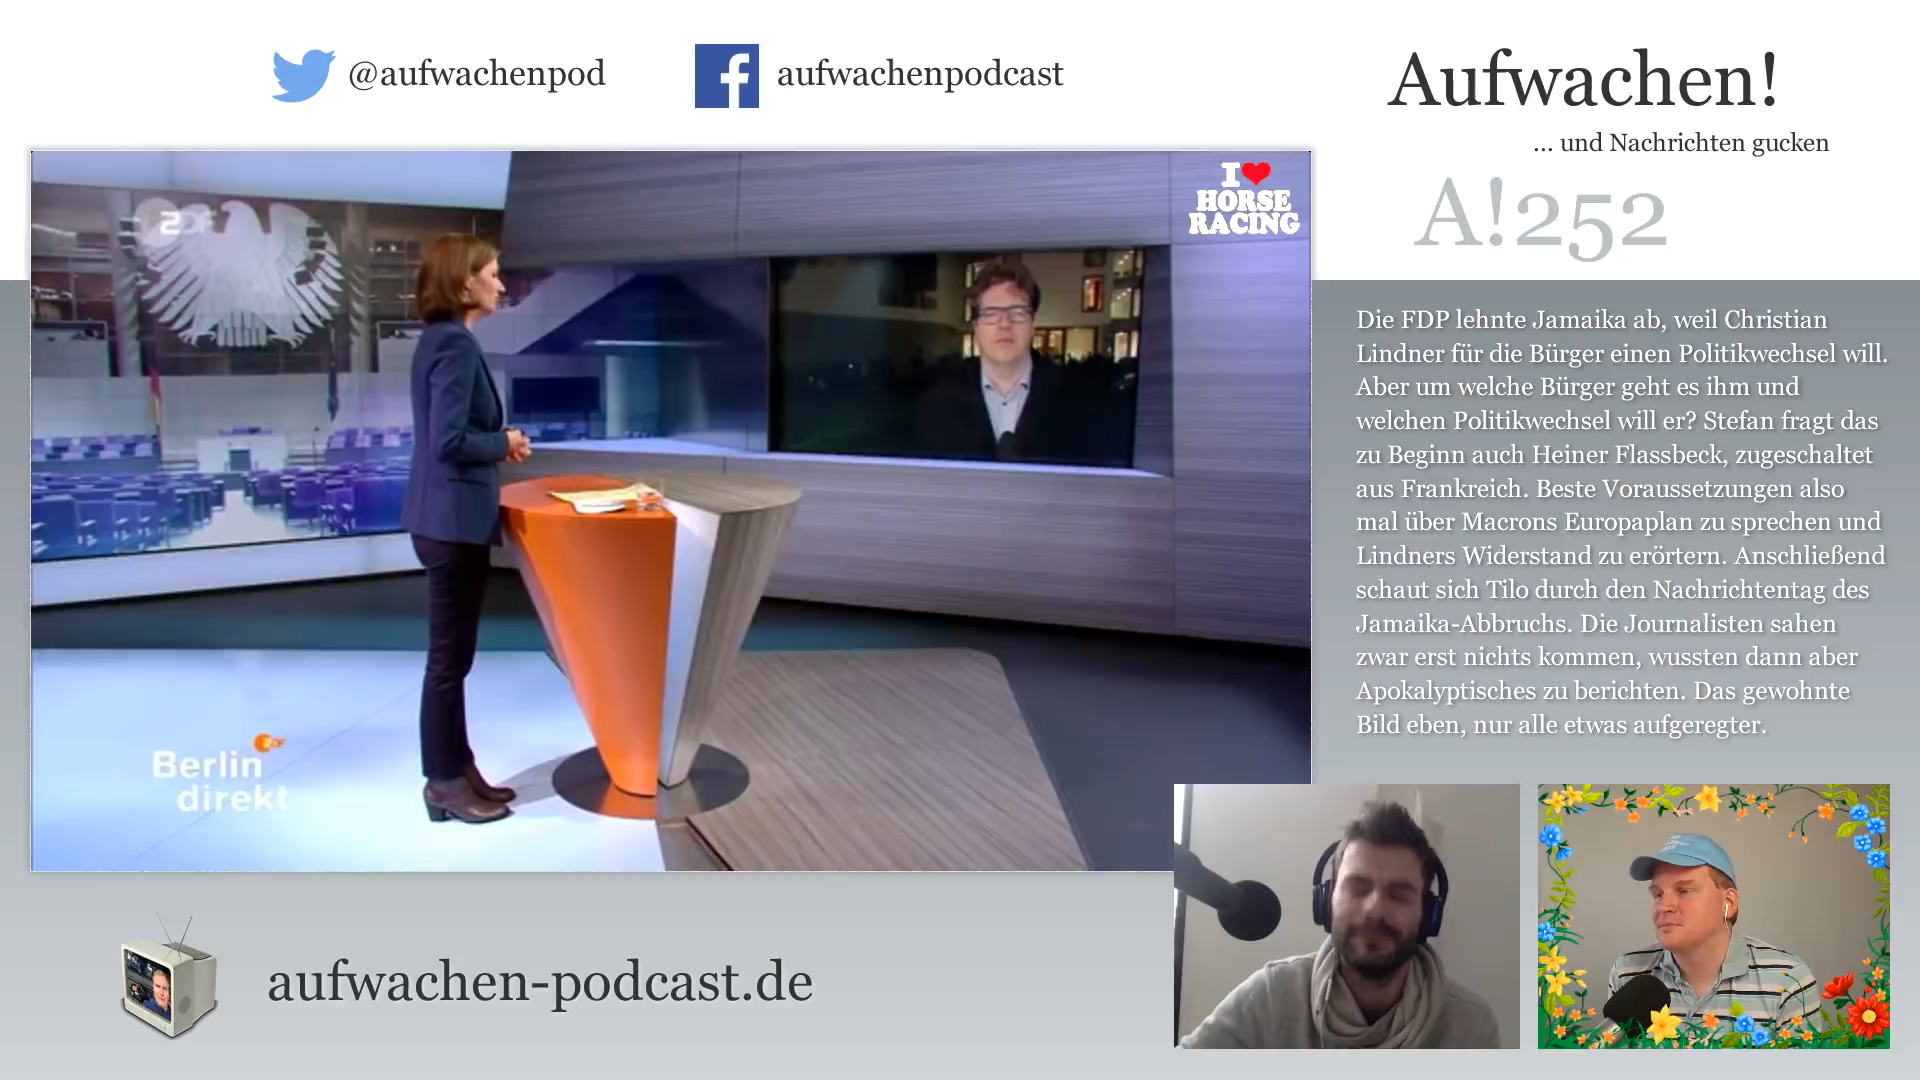 @aufwachenpod
aufwachenpodcast
Aufwachen!
... und Nachrichten gucken
A!252
ZDF
I
HORSE
RACING
Die FDP lehnte Jamaika ab, weil Christian
Lindner für die Bürger einen Politikwechsel will.
Aber um welche Bürger geht es ihm und
welchen Politikwechsel will er? Stefan fragt das
zu Beginn auch Heiner Flassbeck, zugeschaltet
aus Frankreich. Beste Voraussetzungen also
mal über Macrons Europaplan zu sprechen und
Lindners Widerstand zu erörtern. Anschließend
schaut sich Tilo durch den Nachrichtentag des
Jamaika-Abbruchs. Die Journalisten sahen
zwar erst nichts kommen, wussten dann aber
Apokalyptisches zu berichten. Das gewohnte
Bild eben, nur alle etwas aufgeregter.
Berlin
direkt
aufwachen-podcast.de